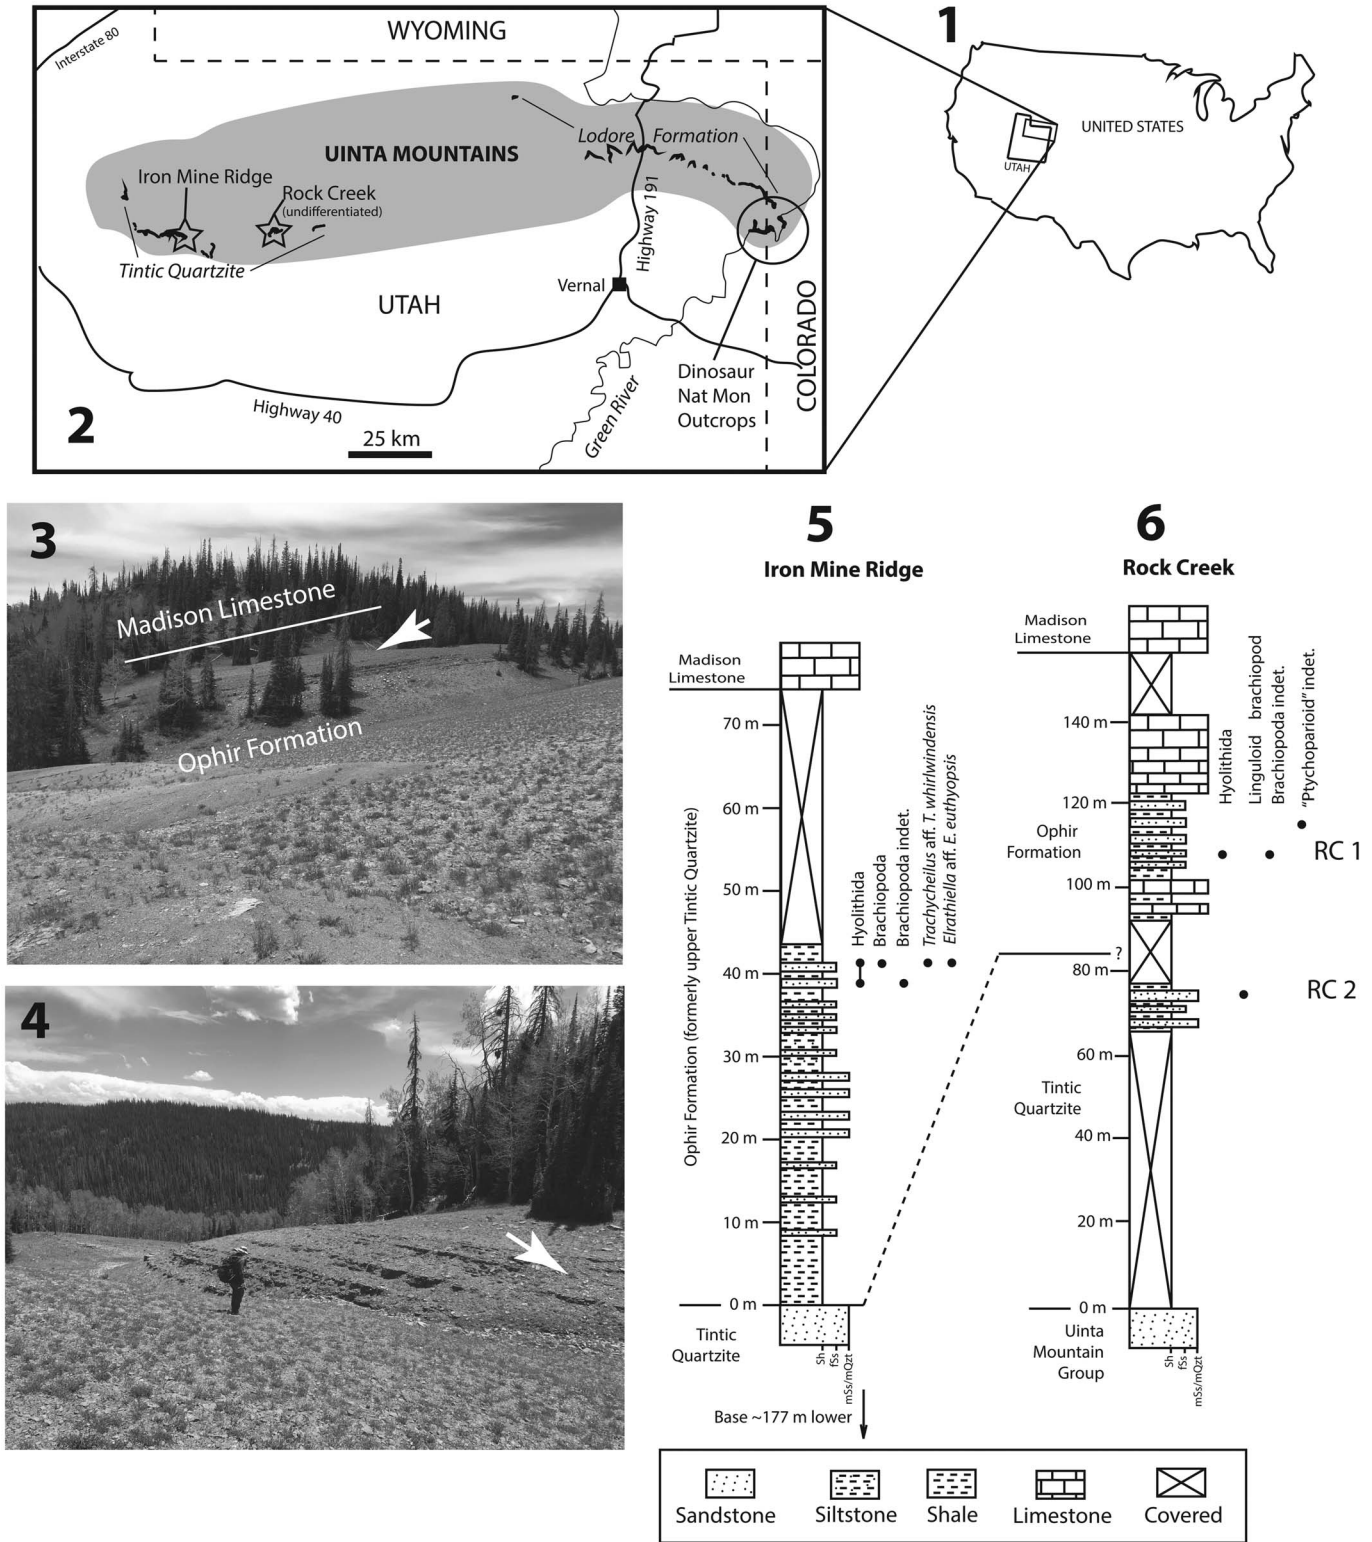 1
UNITED STATES
UTAH
2
WYOMING
Interstate 80
Lodore Formation
UINTA MOUNTAINS
Iron Mine Ridge
Rock Creek
(undifferentiated)
Tintic Quartzite
Highway 191
Vernal
UTAH
COLORADO
Dinosaur
Nat Mon
Outcrops
Green River
Highway 40
25 km
3
Madison Limestone
Ophir Formation
4
5
Iron Mine Ridge
Madison
Limestone
70 m
60 m
50 m
40 m
30 m
20 m
10 m
0 m
Ophir Formation (formerly upper Tintic Quartzite)
Hyolithida
Brachiopoda
Brachiopoda indet.
Trachycheilus aff. T. whirlwindensis
Elrathiella aff. E. euthyopsis
Tintic
Quartzite
Sh
fSs
mSs/mQzt
Base ~177 m lower
6
Rock Creek
Madison
Limestone
140 m
120 m
Ophir
Formation
100 m
?
80 m
60 m
Tintic
Quartzite
40 m
20 m
0 m
Uinta
Mountain
Group
Sh
fSs
mSs/mQzt
Hyolithida
Linguloid brachiopod
Brachiopoda indet.
"Ptychoparioid" indet.
RC 1
RC 2
Sandstone
Siltstone
Shale
Limestone
Covered